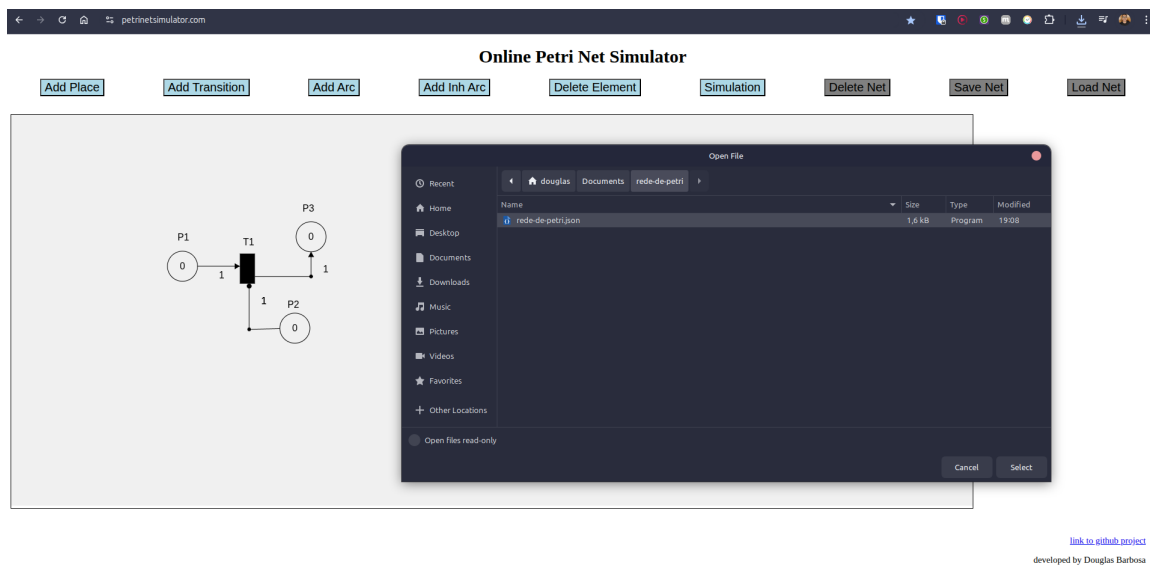 petrinetsimulator.com
Online Petri Net Simulator
Add Place Add Transition Add Arc Add Inh Arc Delete Element Simulation Delete Net Save Net Load Net
Open File
Recent
douglas Documents rede-de-petri
Home
Name Size Type Modified
rede-de-petri.json 1,6 kB Program 19:08
Desktop
Documents
Downloads
Music
Pictures
Videos
Favorites
Other Locations
Open files read-only
Cancel Select
P3
0
P1
T1
0
1
1
1
P2
0
link to github project
developed by Douglas Barbosa